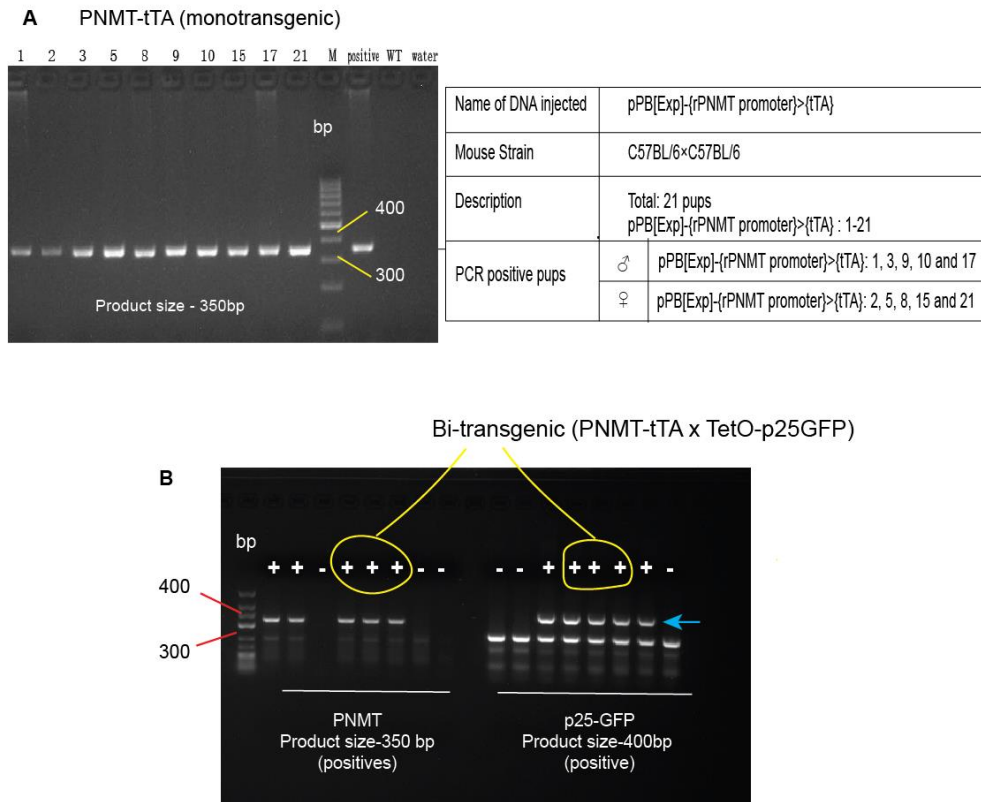 A PNMT-tTA (monotransgenic)
1 2 3 5 8 9 10 15 17 21 M positive WT water
bp
400
300
Product size - 350bp
Name of DNA injected pPB[Exp]-{rPNMT promoter}>{tTA}
Mouse Strain C57BL/6×C57BL/6
Description Total: 21 pups
pPB[Exp]-{rPNMT promoter}>{tTA} : 1-21
PCR positive pups ♂ pPB[Exp]-{rPNMT promoter}>{tTA}: 1, 3, 9, 10 and 17
♀ pPB[Exp]-{rPNMT promoter}>{tTA}: 2, 5, 8, 15 and 21
Bi-transgenic (PNMT-tTA x TetO-p25GFP)
B
bp
+ + - + + + - - - - + + + + + -
400
300
PNMT
Product size-350 bp
(positives)
p25-GFP
Product size-400bp
(positive)